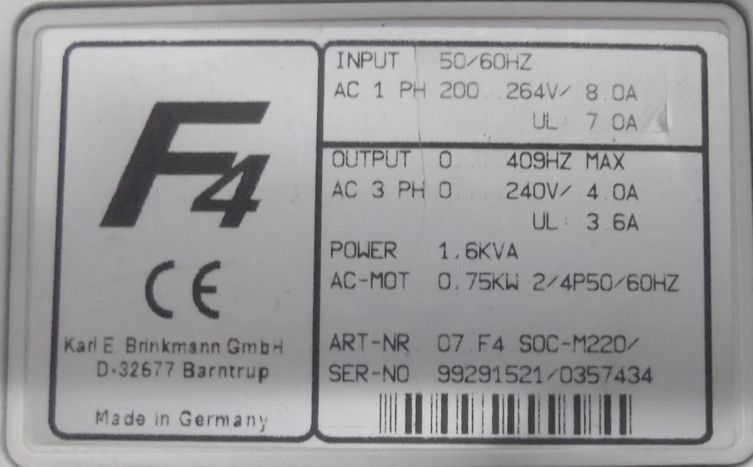 F4
CE
Karl E. Brinkmann GmbH
D-32677 Barntrup
Made in Germany
INPUT 50/60HZ
AC 1 PH 200...264V/ 8.0A
UL: 7.0A
OUTPUT 0... 409HZ MAX
AC 3 PH 0... 240V/ 4.0A
UL: 3.6A
POWER 1.6KVA
AC-MOT 0.75KW 2/4P50/60HZ
ART-NR 07.F4.S0C-M220/
SER-NO 99291521/0357434